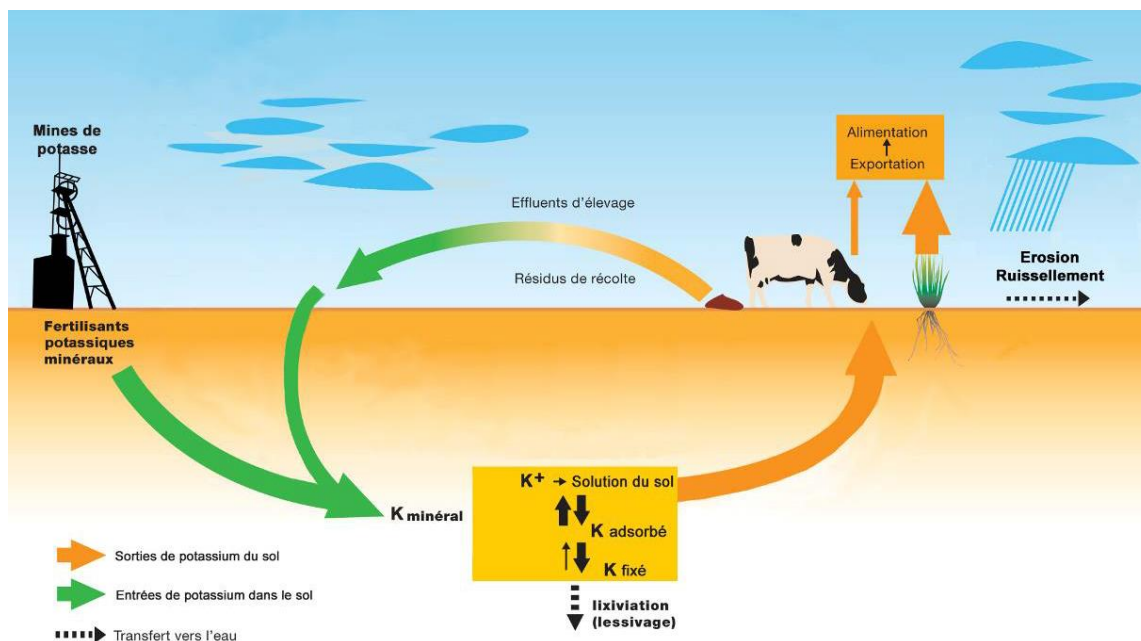 Mines de
potasse
Alimentation
Exportation
Effluents d'élevage
Résidus de récolte
Erosion
Ruissellement
Fertilisants
potassiques
minéraux
K+ → Solution du sol
K minéral
K adsorbé
K fixé
lixiviation
(lessivage)
Sorties de potassium du sol
Entrées de potassium dans le sol
Transfert vers l'eau